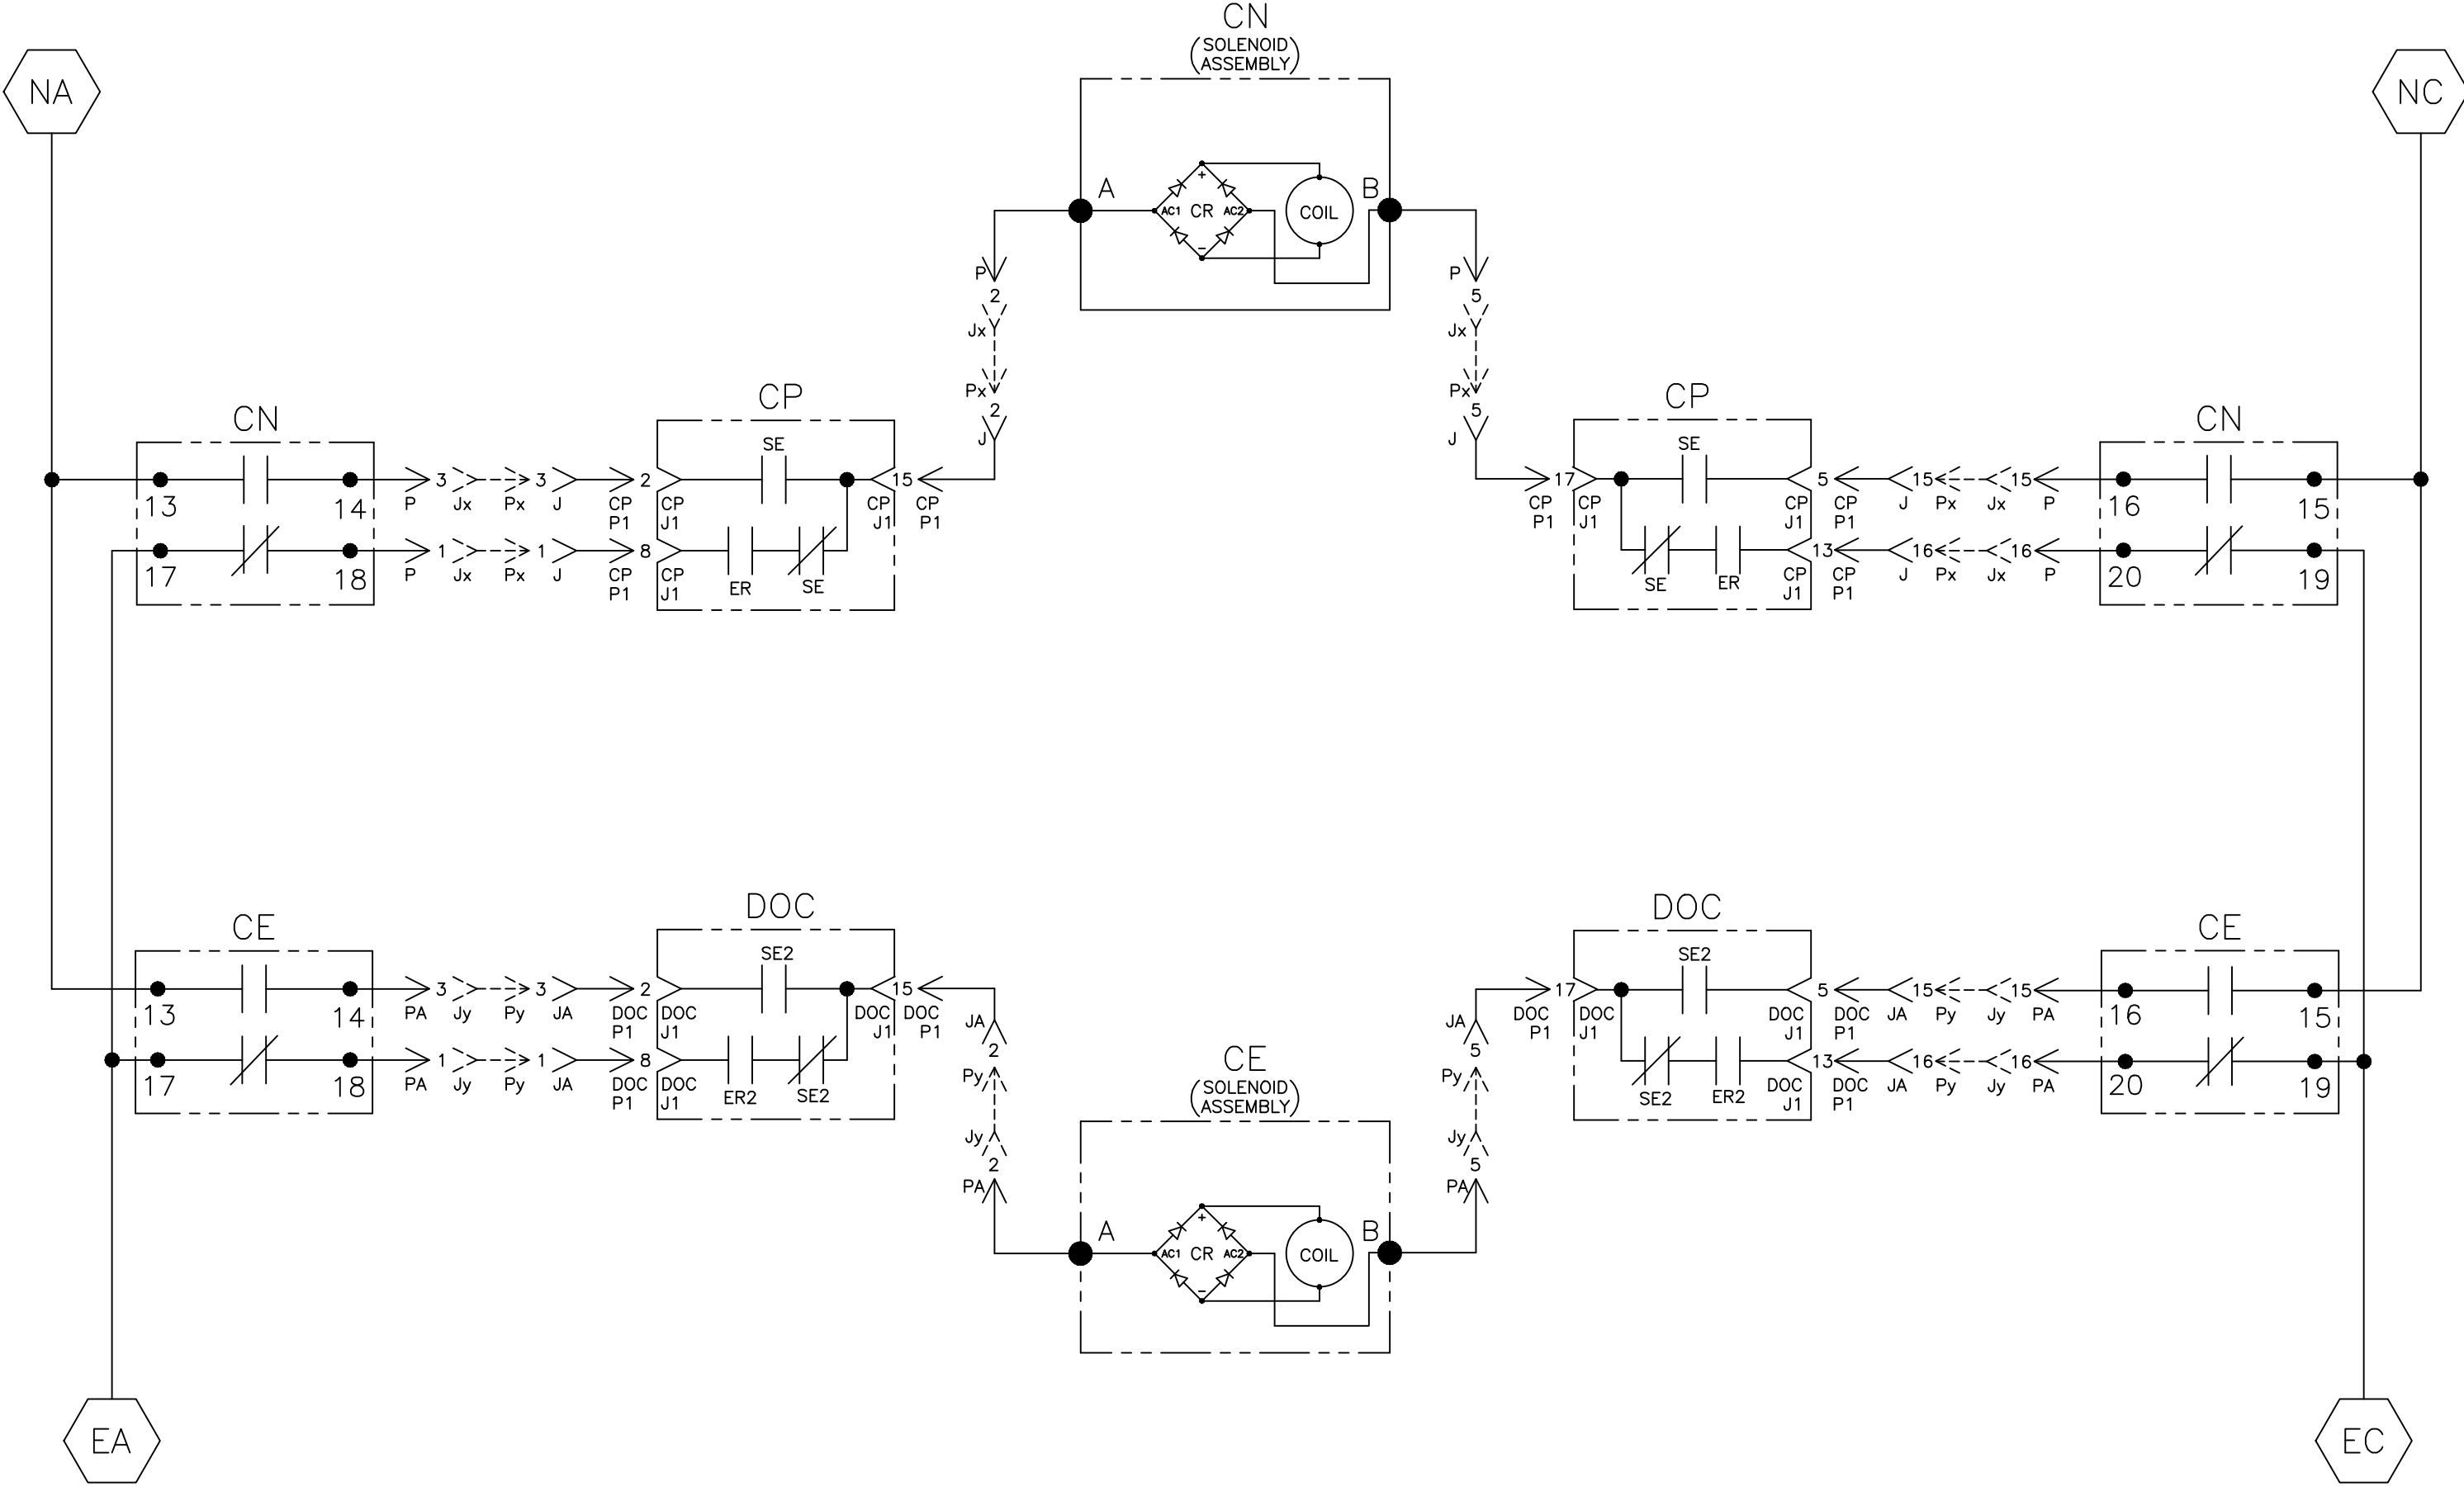 CN
(SOLENOID
ASSEMBLY)
NA
NC
A
B
+
AC1 CR AC2
COIL
-
P
2
Jx
Px
2
J
P
5
Jx
Px
5
J
CN
13
14
17
18
P 3 Jx Px 3 J
P 1 Jx Px 1 J
CP
P1
2
CP
J1
CP
P1
8
CP
J1
CP
SE
ER
SE
15
CP
J1
CP
P1
CP
17
CP
P1
CP
J1
SE
SE
ER
5
CP
J1
CP
P1
13
CP
J1
CP
P1
J 15 Px Jx 15 P
J 16 Px Jx 16 P
CN
16
15
20
19
CE
13
14
17
18
PA 3 Jy Py 3 JA
PA 1 Jy Py 1 JA
DOC
P1
2
DOC
J1
DOC
P1
8
DOC
J1
DOC
SE2
ER2
SE2
15
DOC
J1
DOC
P1
JA
2
Py
Jy
2
PA
CE
(SOLENOID
ASSEMBLY)
A
B
+
AC1 CR AC2
COIL
-
JA
5
Py
Jy
5
PA
DOC
17
DOC
P1
DOC
J1
SE2
SE2
ER2
5
DOC
J1
DOC
P1
13
DOC
J1
DOC
P1
JA 15 Py Jy 15 PA
JA 16 Py Jy 16 PA
CE
16
15
20
19
EA
EC